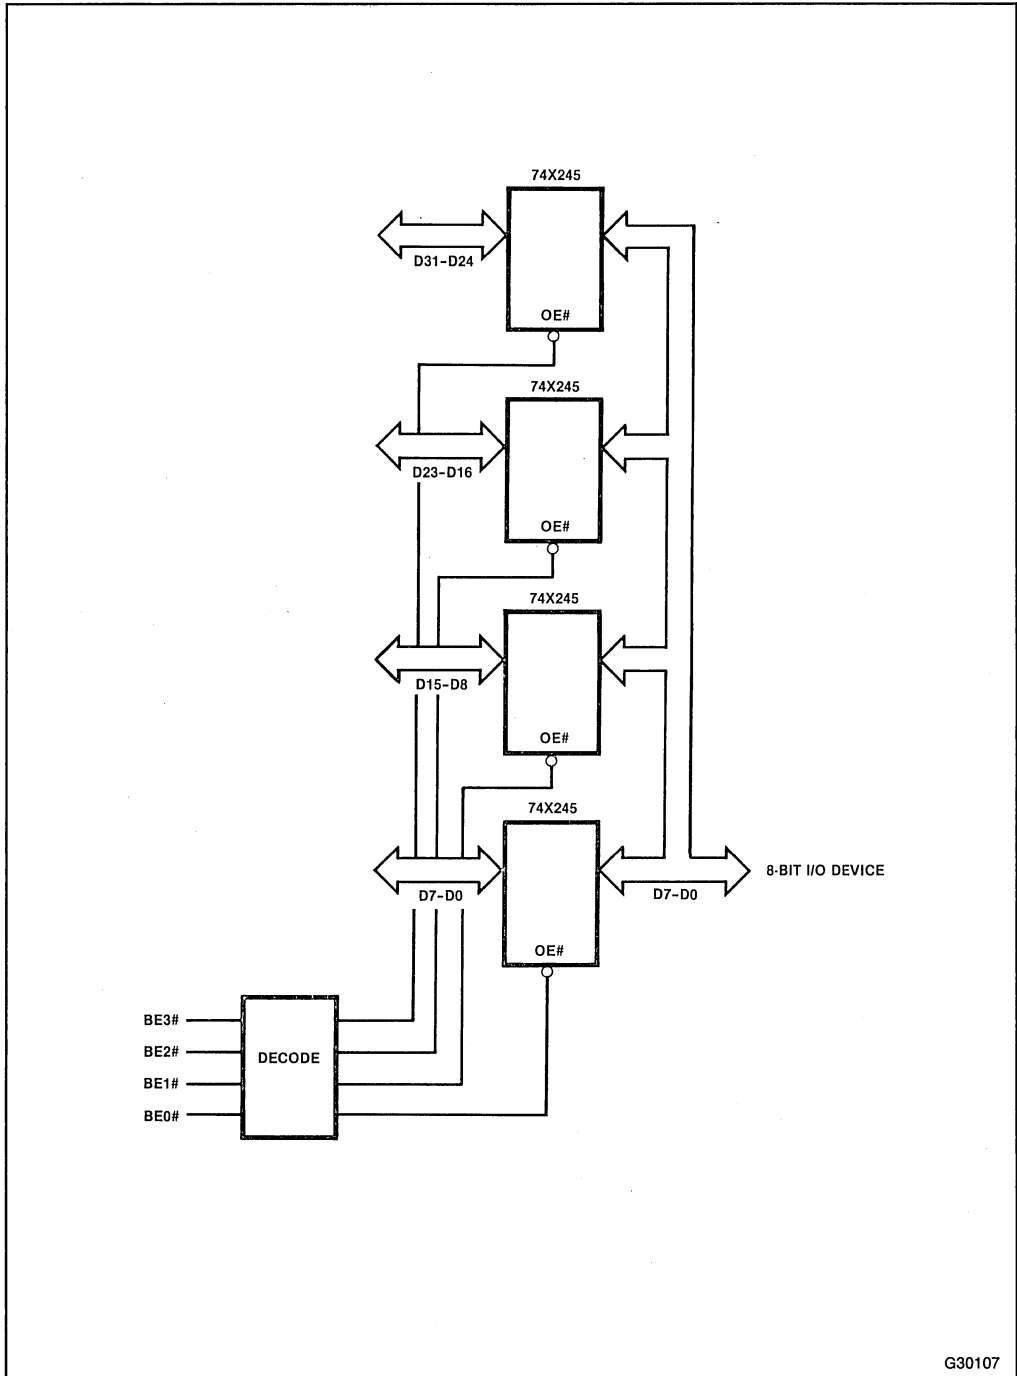 74X245
D31-D24
OE#
74X245
D23-D16
OE#
74X245
D15-D8
OE#
74X245
8-BIT I/O DEVICE
D7-D0
D7-D0
OE#
BE3#
BE2#
DECODE
BE1#
BE0#
G30107